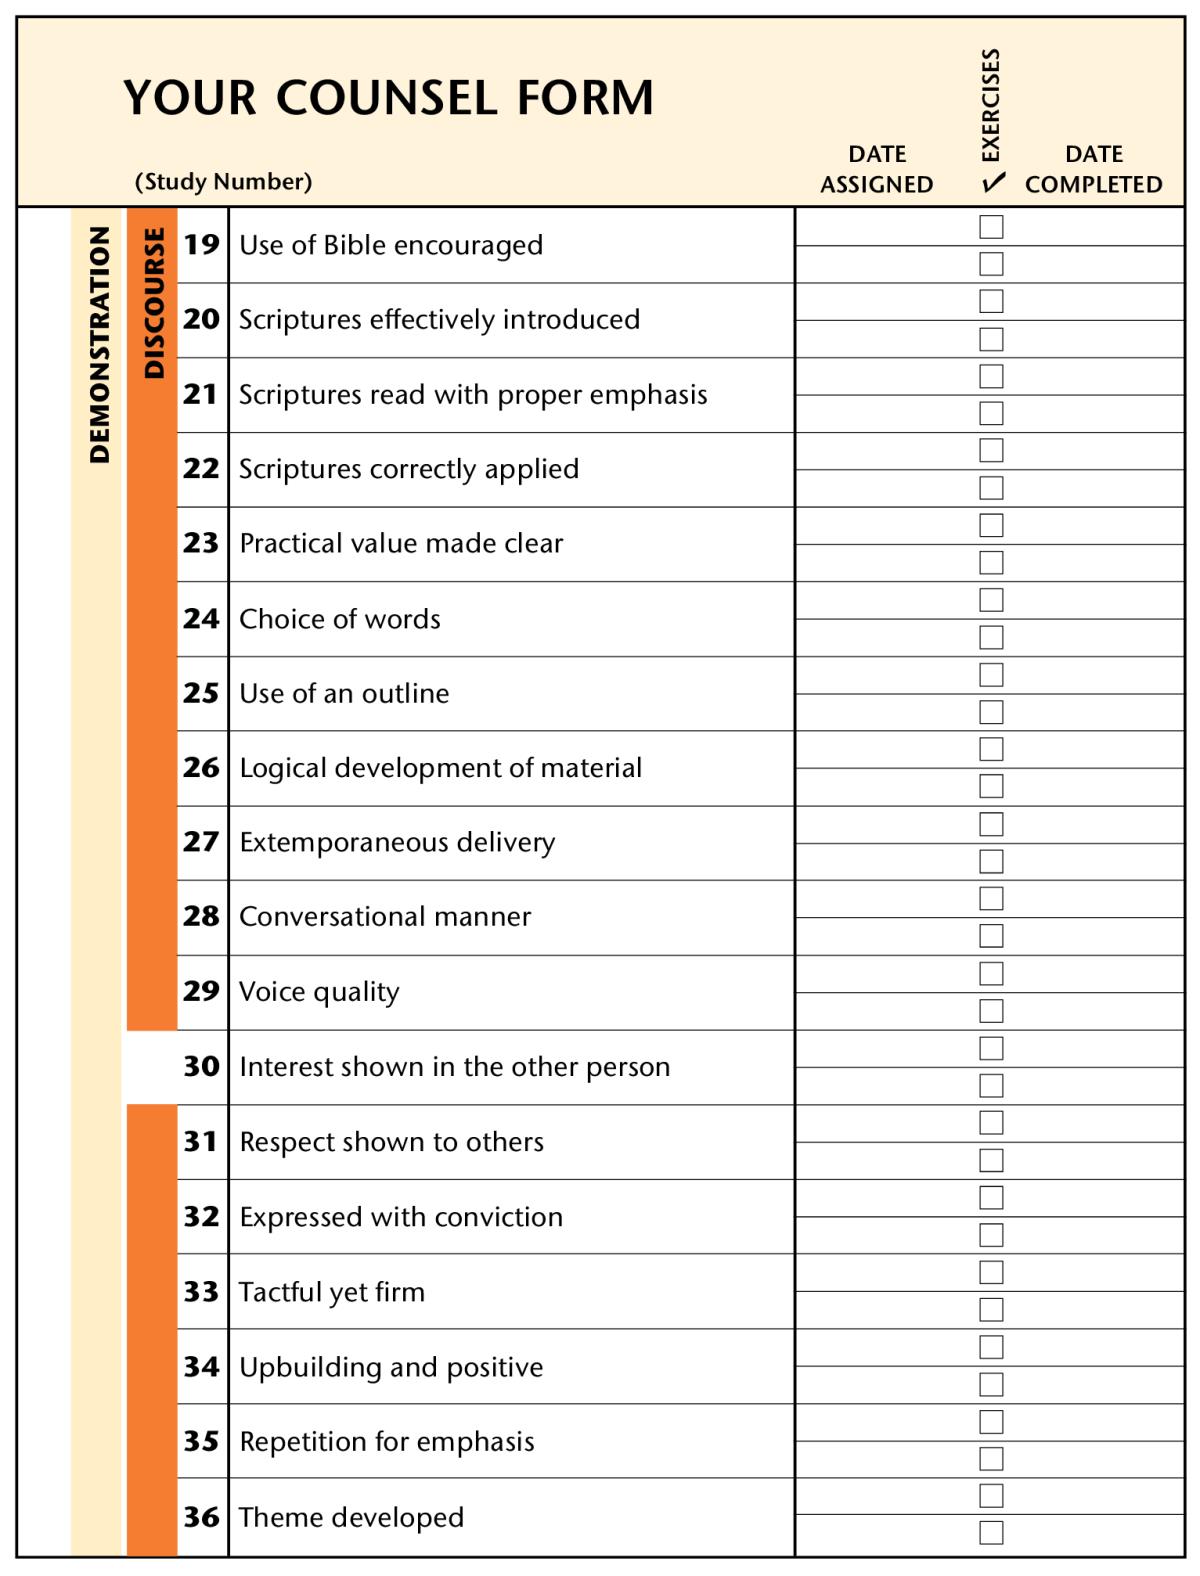 YOUR COUNSEL FORM
(Study Number)
DATE
ASSIGNED
✓ EXERCISES
DATE
COMPLETED
DEMONSTRATION
DISCOURSE
19 Use of Bible encouraged
20 Scriptures effectively introduced
21 Scriptures read with proper emphasis
22 Scriptures correctly applied
23 Practical value made clear
24 Choice of words
25 Use of an outline
26 Logical development of material
27 Extemporaneous delivery
28 Conversational manner
29 Voice quality
30 Interest shown in the other person
31 Respect shown to others
32 Expressed with conviction
33 Tactful yet firm
34 Upbuilding and positive
35 Repetition for emphasis
36 Theme developed